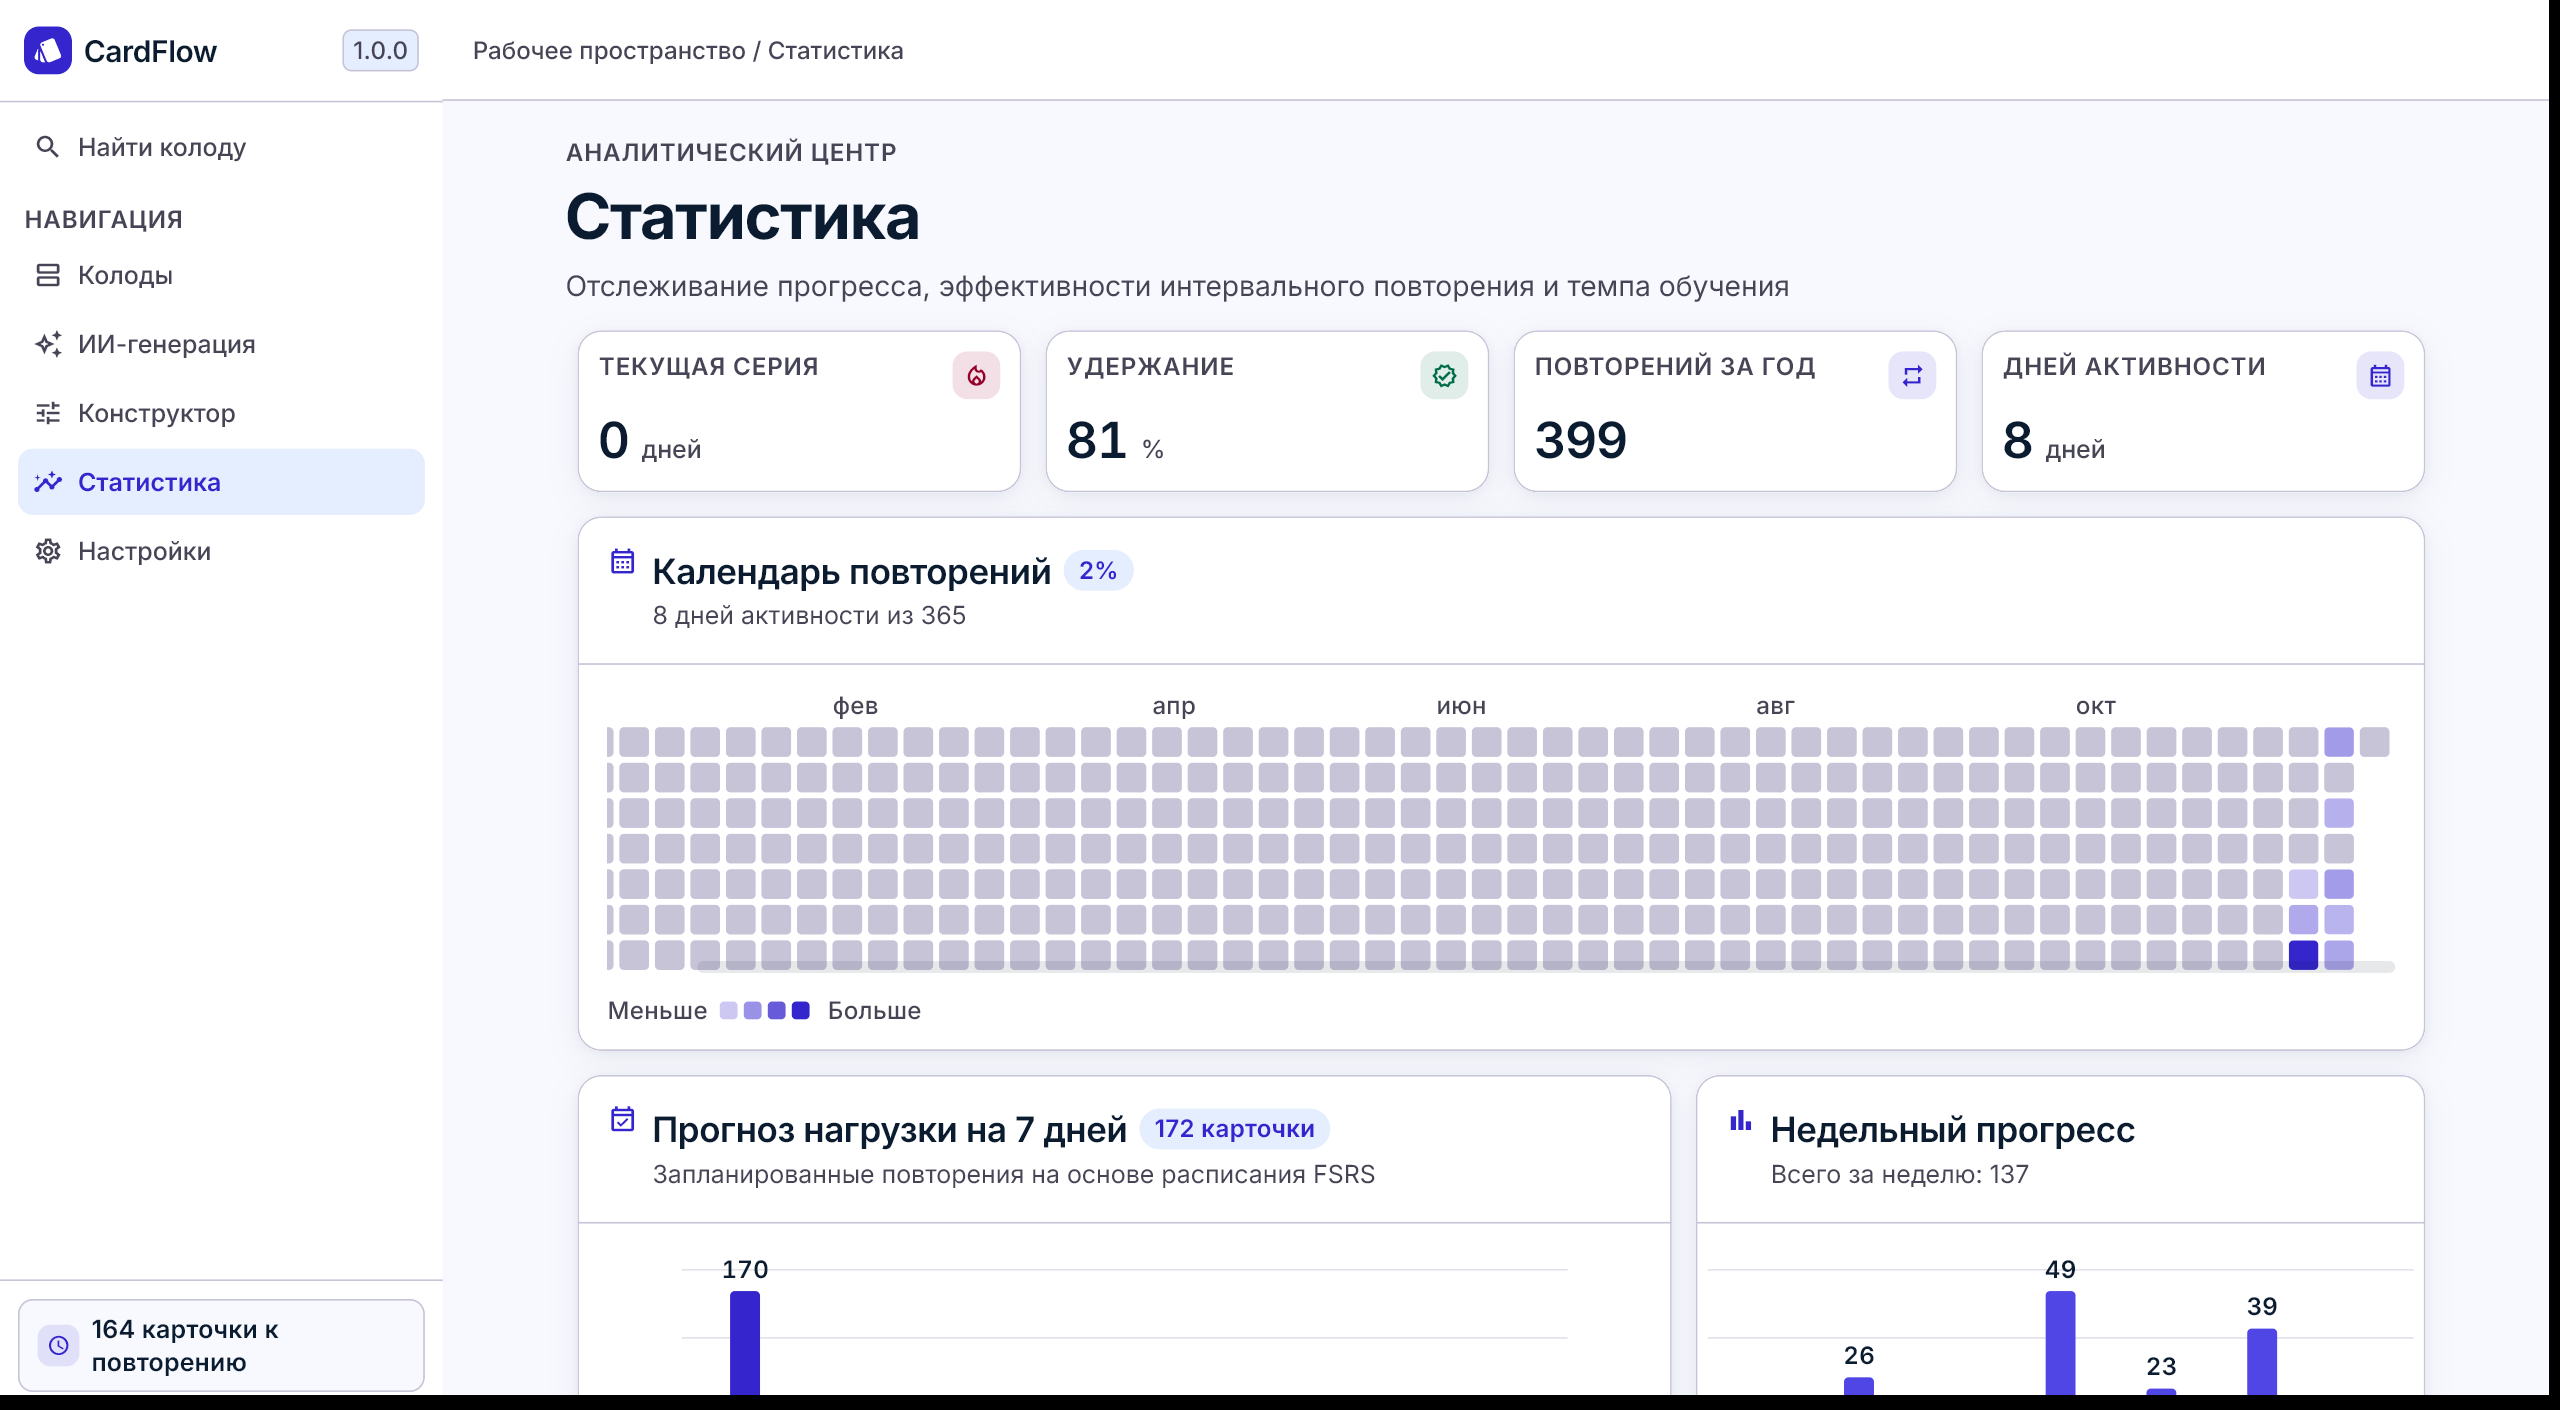 CardFlow
1.0.0
Найти колоду
НАВИГАЦИЯ
Колоды
ИИ-генерация
Конструктор
Статистика
Настройки
164 карточки к
повторению
Рабочее пространство / Статистика
АНАЛИТИЧЕСКИЙ ЦЕНТР
Статистика
Отслеживание прогресса, эффективности интервального повторения и темпа обучения
ТЕКУЩАЯ СЕРИЯ
0 дней
УДЕРЖАНИЕ
81 %
ПОВТОРЕНИЙ ЗА ГОД
399
ДНЕЙ АКТИВНОСТИ
8 дней
Календарь повторений 2%
8 дней активности из 365
фев апр июн авг окт
Меньше Больше
Прогноз нагрузки на 7 дней 172 карточки
Запланированные повторения на основе расписания FSRS
170
Недельный прогресс
Всего за неделю: 137
26 49 23 39